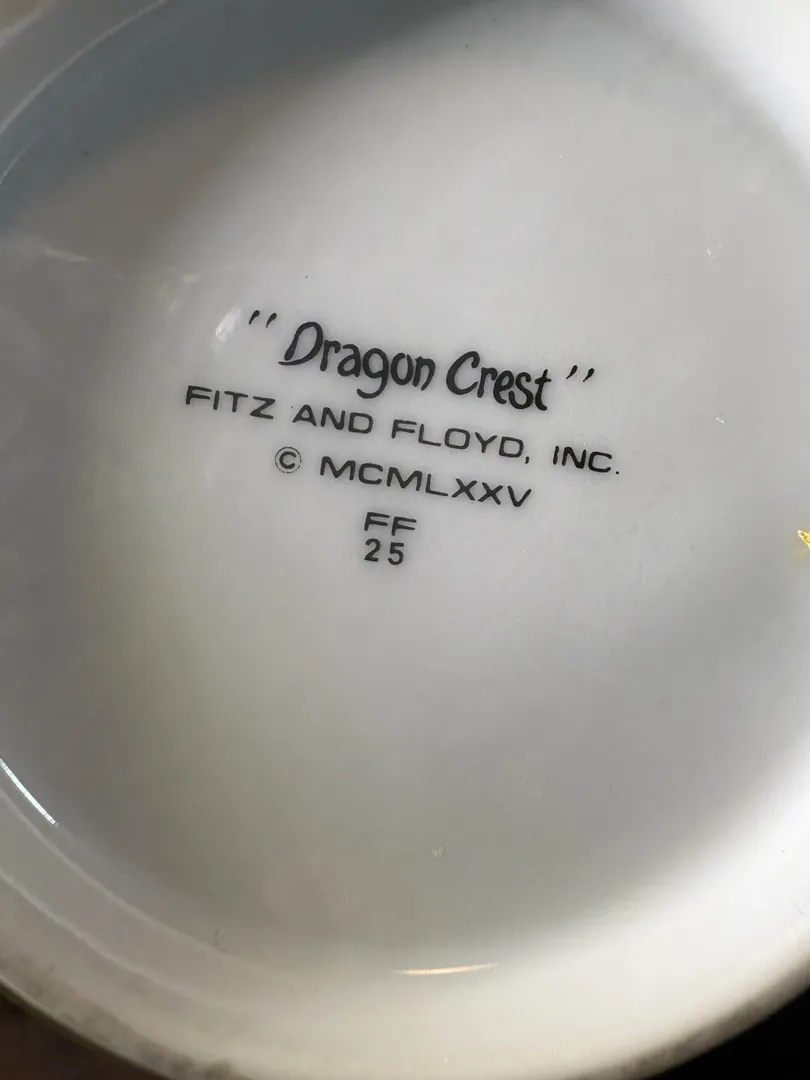 "Dragon Crest"
FITZ AND FLOYD, INC.
© MCMLXXV
FF
25